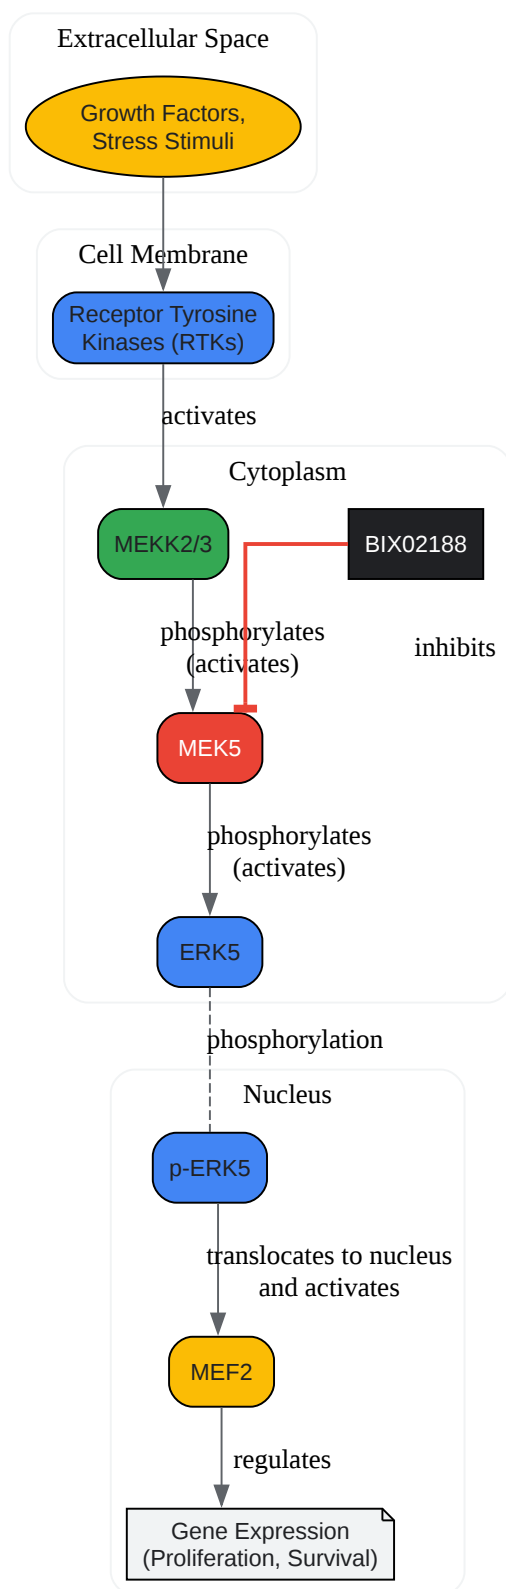 Extracellular Space
Growth Factors,
Stress Stimuli
Cell Membrane
Receptor Tyrosine
Kinases (RTKs)
activates
Cytoplasm
MEKK2/3
BIX02188
phosphorylates
(activates)
inhibits
MEK5
phosphorylates
(activates)
ERK5
phosphorylation
Nucleus
p-ERK5
translocates to nucleus
and activates
MEF2
regulates
Gene Expression
(Proliferation, Survival)